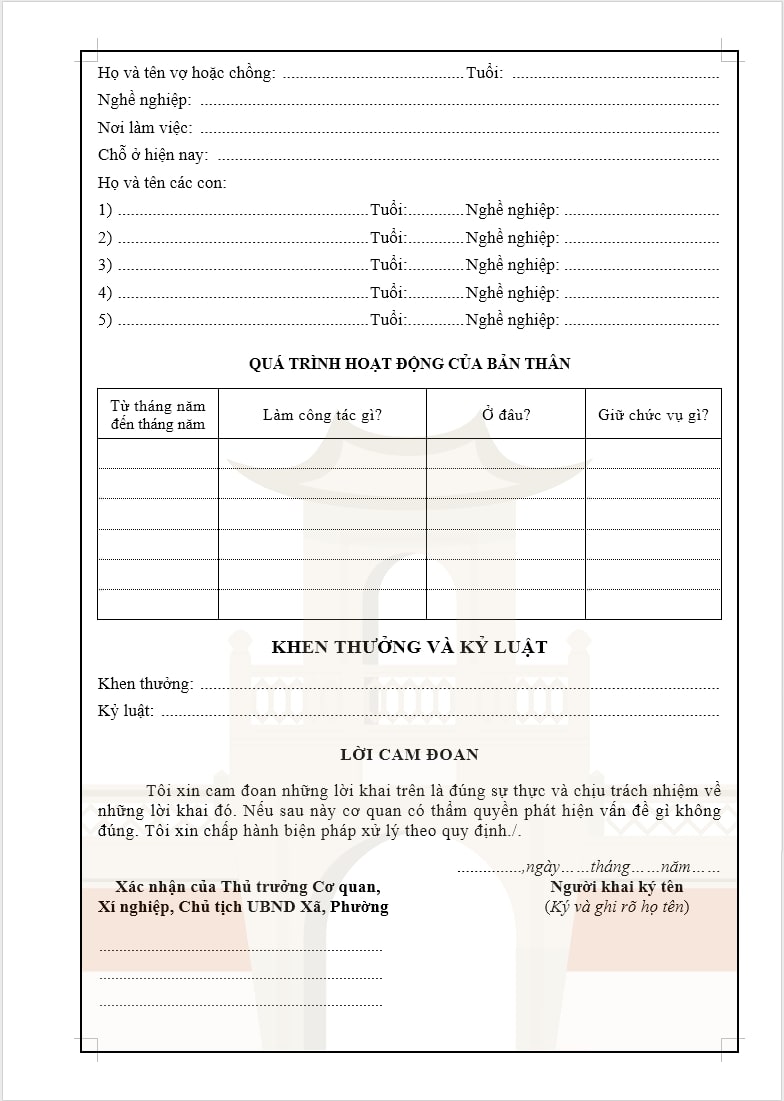 Họ và tên vợ hoặc chồng: ........................................Tuổi: ..............................................
Nghề nghiệp: ....................................................................................................................
Nơi làm việc: ....................................................................................................................
Chỗ ở hiện nay: ................................................................................................................
Họ và tên các con:
1) ........................................................Tuổi:.............Nghề nghiệp: ...................................
2) ........................................................Tuổi:.............Nghề nghiệp: ...................................
3) ........................................................Tuổi:.............Nghề nghiệp: ...................................
4) ........................................................Tuổi:.............Nghề nghiệp: ...................................
5) ........................................................Tuổi:.............Nghề nghiệp: ...................................
QUÁ TRÌNH HOẠT ĐỘNG CỦA BẢN THÂN
Từ tháng năm
đến tháng năm
Làm công tác gì?
Ở đâu?
Giữ chức vụ gì?
KHEN THƯỞNG VÀ KỶ LUẬT
Khen thưởng: ....................................................................................................................
Kỷ luật: .............................................................................................................................
LỜI CAM ĐOAN
Tôi xin cam đoan những lời khai trên là đúng sự thực và chịu trách nhiệm về
những lời khai đó. Nếu sau này cơ quan có thẩm quyền phát hiện vấn đề gì không
đúng. Tôi xin chấp hành biện pháp xử lý theo quy định./.
...............,ngày……tháng……năm……
Xác nhận của Thủ trưởng Cơ quan,
Xí nghiệp, Chủ tịch UBND Xã, Phường
Người khai ký tên
(Ký và ghi rõ họ tên)
...............................................................
...............................................................
...............................................................